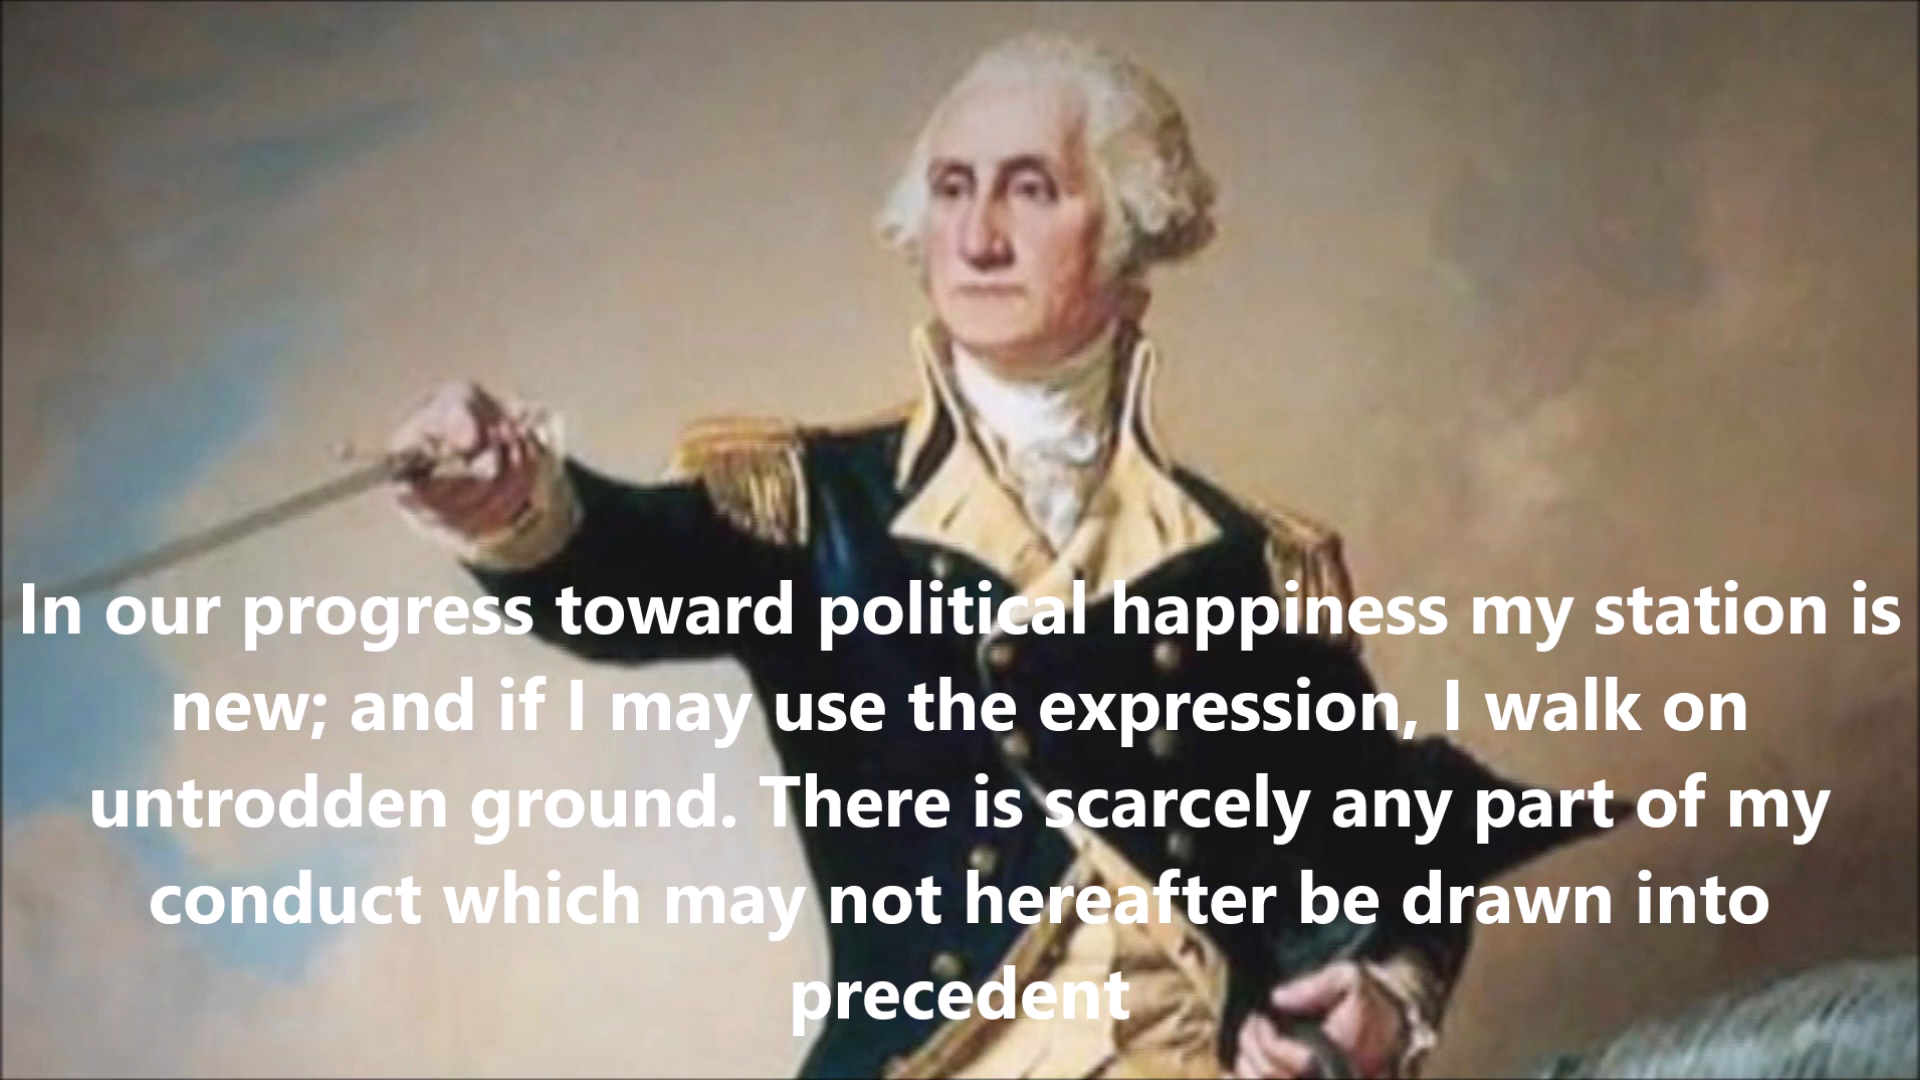 In our progress toward political happiness my station is
new; and if I may use the expression, I walk on
untrodden ground. There is scarcely any part of my
conduct which may not hereafter be drawn into
precedent